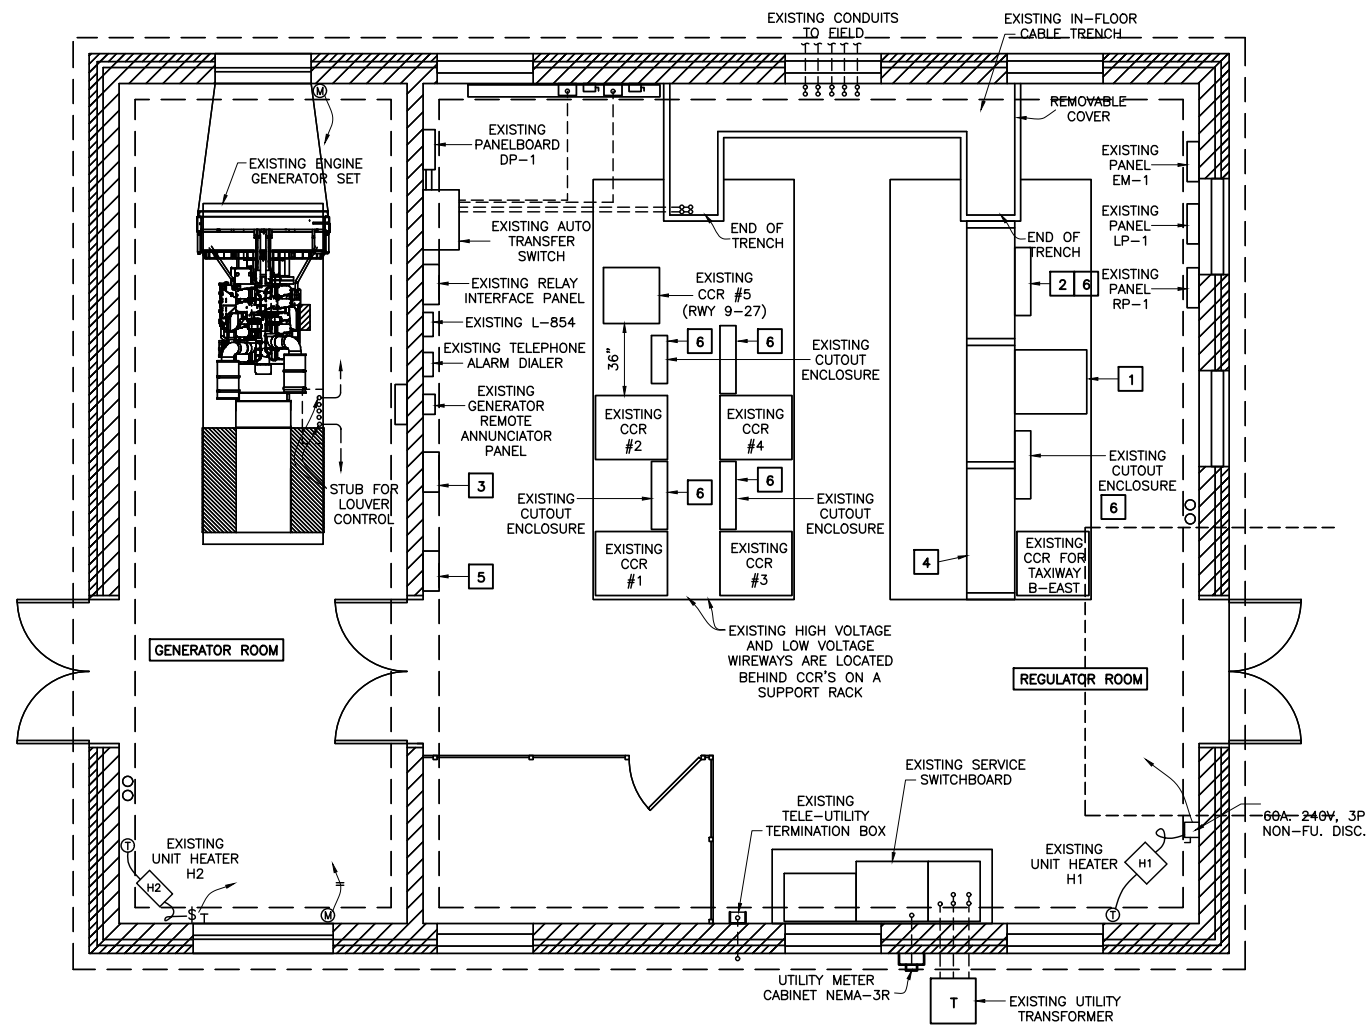 EXISTING CONDUITS
TO FIELD
EXISTING IN-FLOOR
CABLE TRENCH
M
REMOVABLE
COVER
EXISTING
PANELBOARD
DP-1
EXISTING ENGINE
GENERATOR SET
EXISTING
PANEL
EM-1
EXISTING AUTO
TRANSFER
SWITCH
END OF
TRENCH
END OF
TRENCH
EXISTING
PANEL
LP-1
EXISTING RELAY
INTERFACE PANEL
EXISTING
CCR #5
(RWY 9-27)
2
6
EXISTING
PANEL
RP-1
EXISTING L-854
6
6
EXISTING TELEPHONE
ALARM DIALER
36"
EXISTING
CUTOUT
ENCLOSURE
1
EXISTING
GENERATOR
REMOTE
ANNUNCIATOR
PANEL
EXISTING
CCR
#2
EXISTING
CCR
#4
STUB FOR
LOUVER
CONTROL
3
6
6
EXISTING
CUTOUT
ENCLOSURE
EXISTING
CUTOUT
ENCLOSURE
EXISTING
CUTOUT
ENCLOSURE
6
5
EXISTING
CCR
#1
EXISTING
CCR
#3
4
EXISTING
CCR FOR
TAXIWAY
B-EAST
GENERATOR ROOM
EXISTING HIGH VOLTAGE
AND LOW VOLTAGE
WIREWAYS ARE LOCATED
BEHIND CCR'S ON A
SUPPORT RACK
REGULATOR ROOM
EXISTING SERVICE
SWITCHBOARD
EXISTING
TELE-UTILITY
TERMINATION BOX
60A. 240V, 3P
NON-FU. DISC.
T
EXISTING
UNIT HEATER
H2
H2
S T
M
EXISTING
UNIT HEATER
H1
H1
T
UTILITY METER
CABINET NEMA-3R
T
EXISTING UTILITY
TRANSFORMER